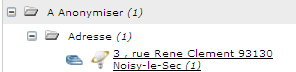 A Anonymiser (1)
Adresse (1)
3 , rue Rene Clement 93130
Noisy-le-Sec (1)